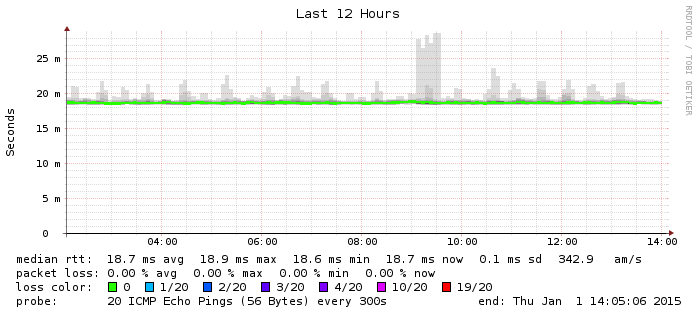 Last 12 Hours
RRDTOOL / TOBI OETIKER
Seconds
25 m
20 m
15 m
10 m
5 m
0
04:00 06:00 08:00 10:00 12:00 14:00
median rtt: 18.7 ms avg 18.9 ms max 18.6 ms min 18.7 ms now 0.1 ms sd 342.9 am/s
packet loss: 0.00 % avg 0.00 % max 0.00 % min 0.00 % now
loss color: 0 1/20 2/20 3/20 4/20 10/20 19/20
probe: 20 ICMP Echo Pings (56 Bytes) every 300s end: Thu Jan 1 14:05:06 2015